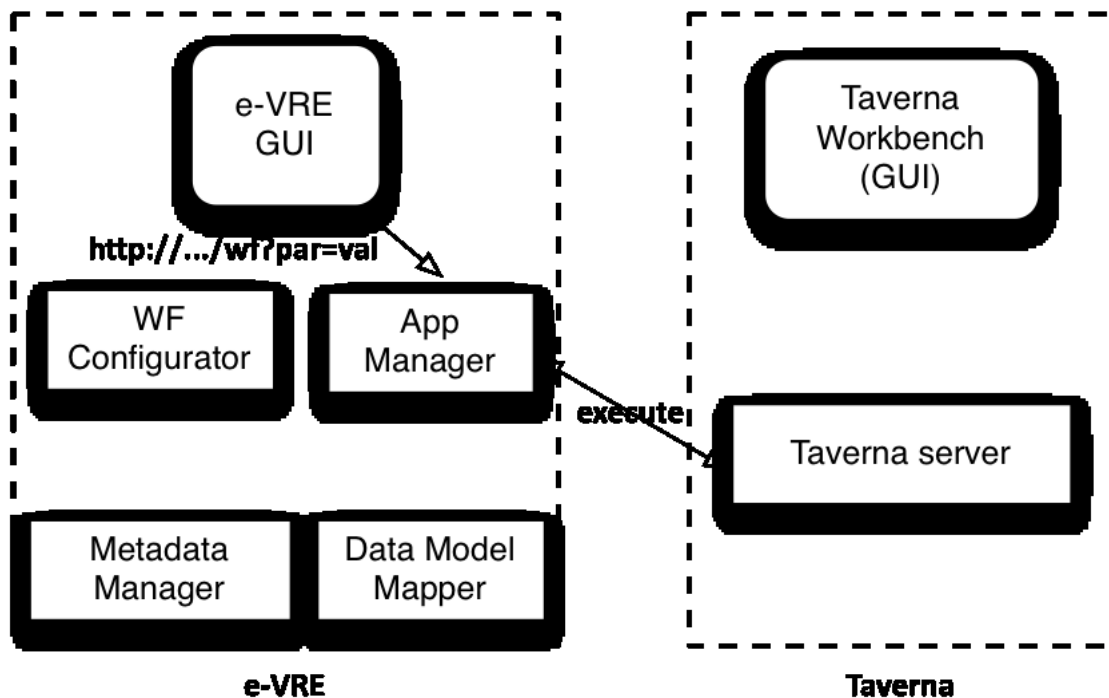 e-VRE
GUI
http://.../wf?par=val
WF
Configurator
App
Manager
Metadata
Manager
Data Model
Mapper
e-VRE
execute
Taverna
Workbench
(GUI)
Taverna server
Taverna